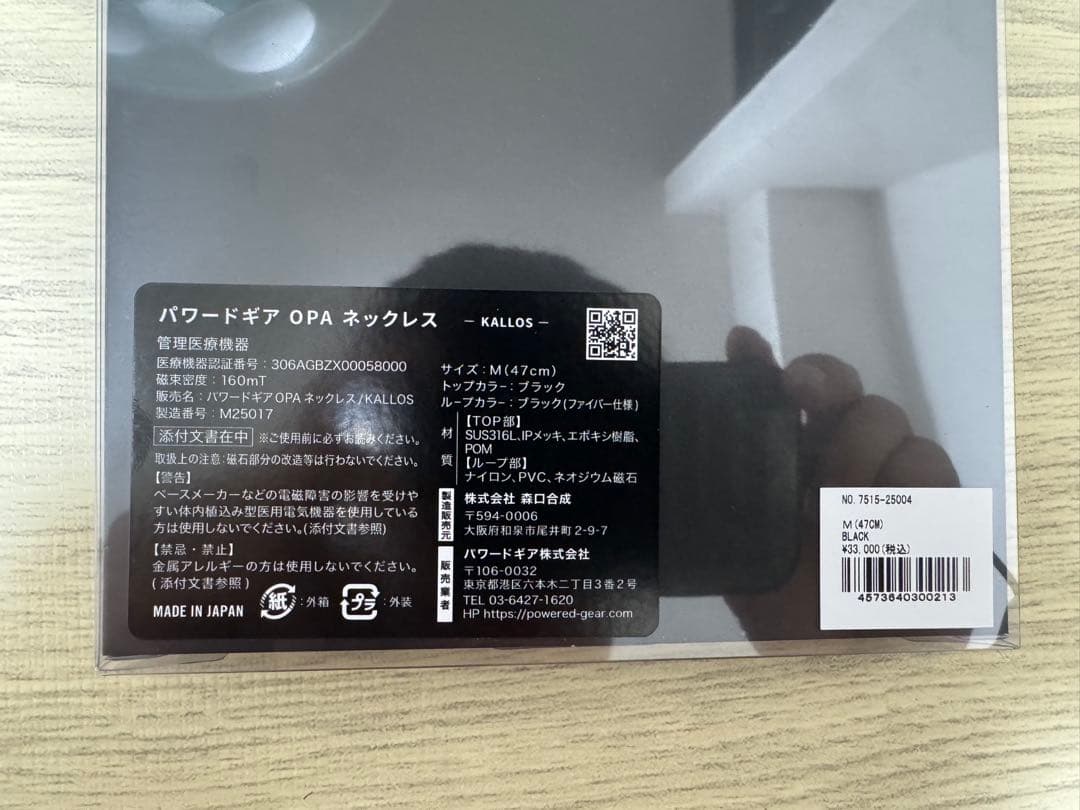 パワードギア OPA ネックレス － KALLOS －
管理医療機器
医療機器認証番号：306AGBZX00058000
磁束密度：160mT
販売名：パワードギアOPAネックレス/KALLOS
製造番号：M25017
添付文書在中 ※ご使用前に必ずお読みください。
取扱上の注意：磁石部分の改造等は行わないでください。
【警告】
ペースメーカーなどの電磁障害の影響を受けや
すい体内植込み型医用電気機器を使用している
方は使用しないでください。(添付文書参照)
【禁忌・禁止】
金属アレルギーの方は使用しないでください。
(添付文書参照)
MADE IN JAPAN 紙：外箱 プラ：外装
サイズ：M(47cm)
トップカラー：ブラック
ループカラー：ブラック(ファイバー仕様)
材質
【TOP部】
SUS316L、IPメッキ、エポキシ樹脂、
POM
【ループ部】
ナイロン、PVC、ネオジウム磁石
製造販売元
株式会社 森口合成
〒594-0006
大阪府和泉市尾井町2-9-7
販売業者
パワードギア株式会社
〒106-0032
東京都港区六本木二丁目3番2号
TEL 03-6427-1620
HP https://powered-gear.com
NO. 7515-25004
M(47CM)
BLACK
¥33,000(税込)
4573640300213